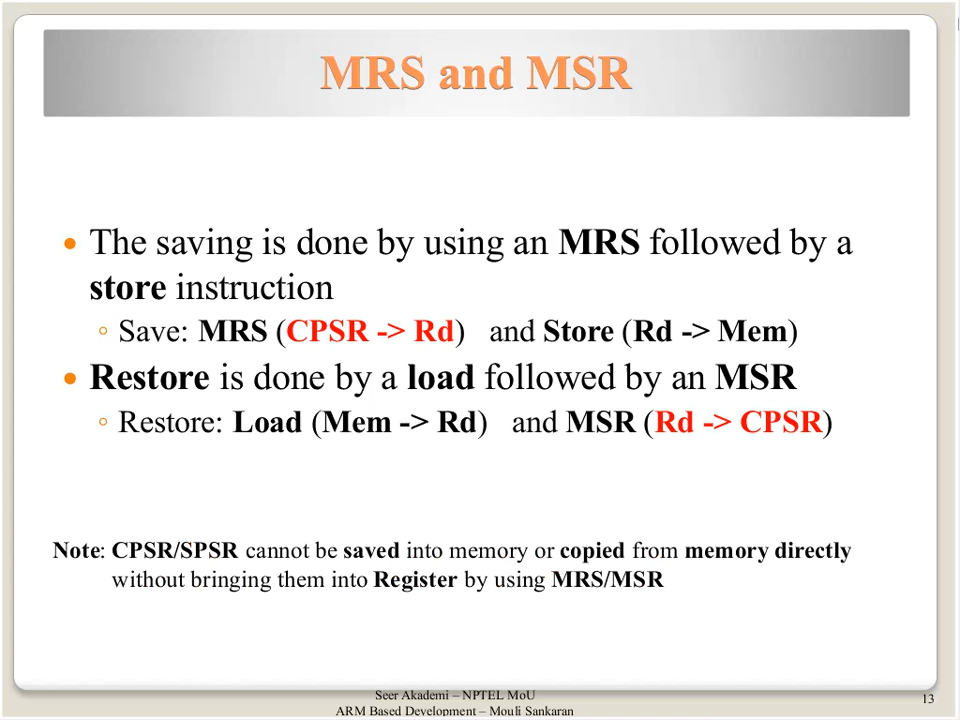 MRS and MSR
• The saving is done by using an MRS followed by a
store instruction
◦ Save: MRS (CPSR -> Rd) and Store (Rd -> Mem)
• Restore is done by a load followed by an MSR
◦ Restore: Load (Mem -> Rd) and MSR (Rd -> CPSR)
Note: CPSR/SPSR cannot be saved into memory or copied from memory directly
without bringing them into Register by using MRS/MSR
Seer Akademi – NPTEL MoU
ARM Based Development – Mouli Sankaran
13